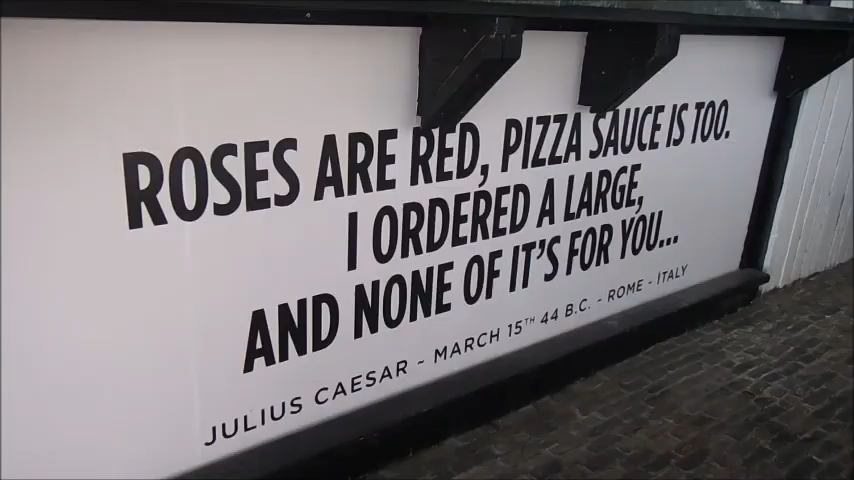 ROSES ARE RED, PIZZA SAUCE IS TOO.
I ORDERED A LARGE,
AND NONE OF IT'S FOR YOU...
JULIUS CAESAR ~ MARCH 15TH 44 B.C. - ROME - ITALY